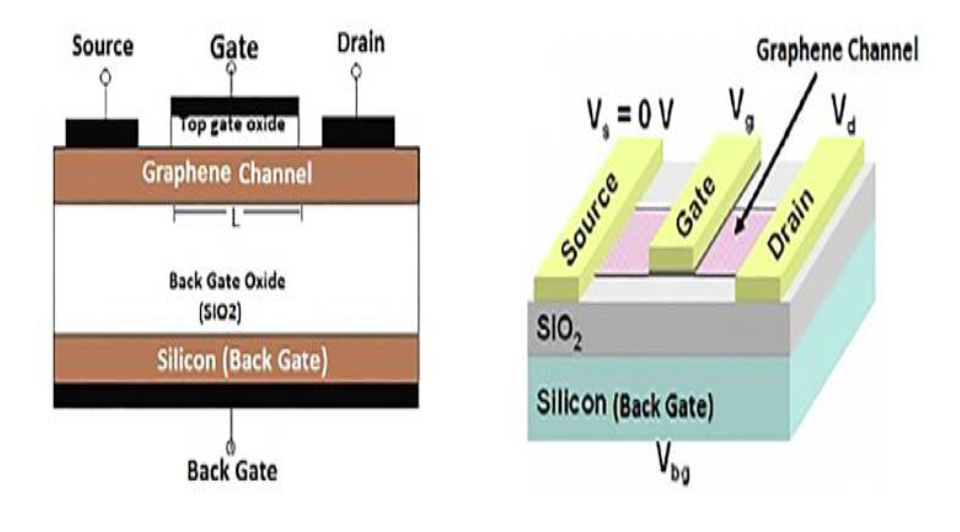 Source
Gate
Drain
Top gate oxide
Graphene Channel
L
Back Gate Oxide
(SIO2)
Silicon (Back Gate)
Back Gate
Graphene Channel
Vs = 0 V
Vg
Vd
Source
Gate
Drain
SIO2
Silicon (Back Gate)
Vbg